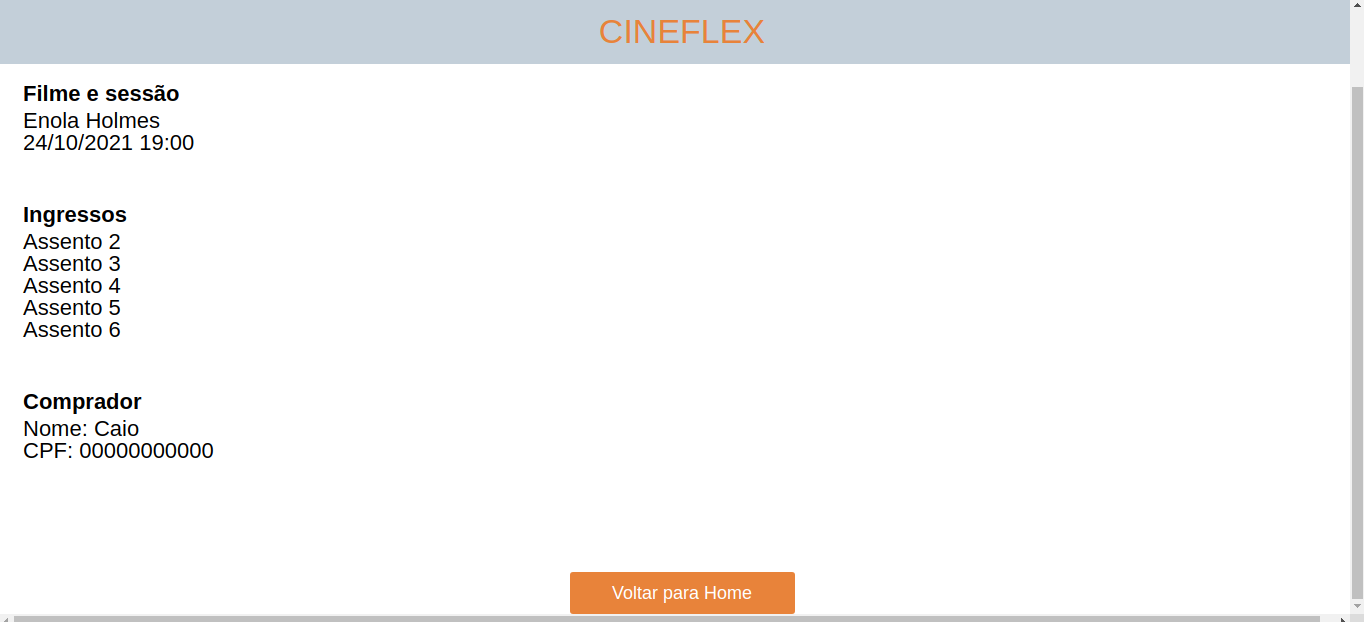 CINEFLEX
Filme e sessão
Enola Holmes
24/10/2021 19:00
Ingressos
Assento 2
Assento 3
Assento 4
Assento 5
Assento 6
Comprador
Nome: Caio
CPF: 00000000000
Voltar para Home